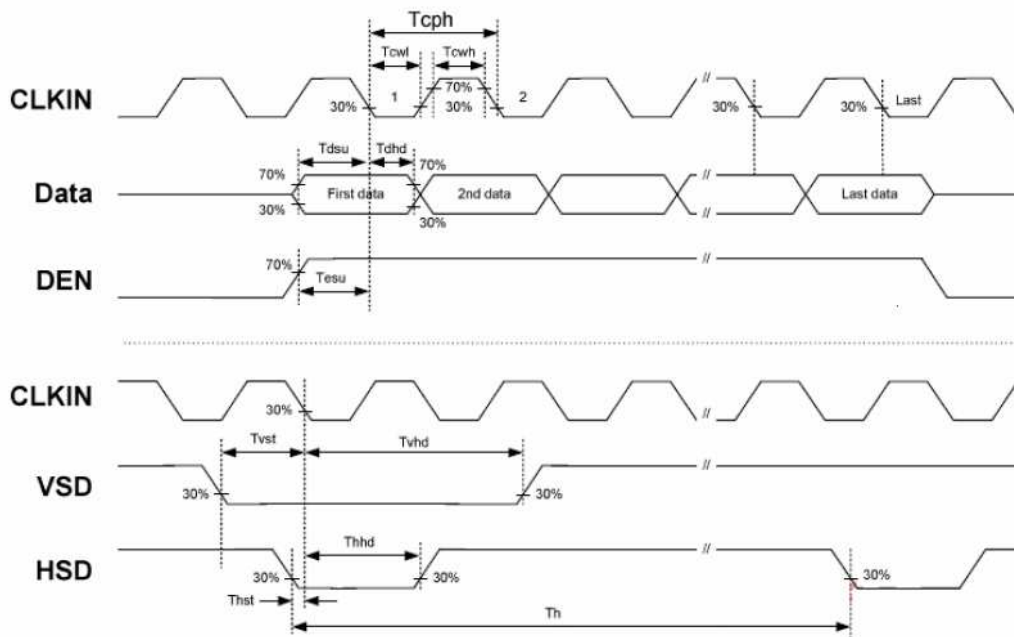 Tcph
Tcwl Tcwh
CLKIN 30% 1 70% 30% 2 // 30% 30% Last
//
Tdsu Tdhd
70% 70%
Data First data 2nd data // Last data
30% 30% //
70% //
DEN Tesu
CLKIN //
30% //
Tvst Tvhd
VSD 30% 30% //
Thhd //
HSD 30% 30% 30%
Thst Th